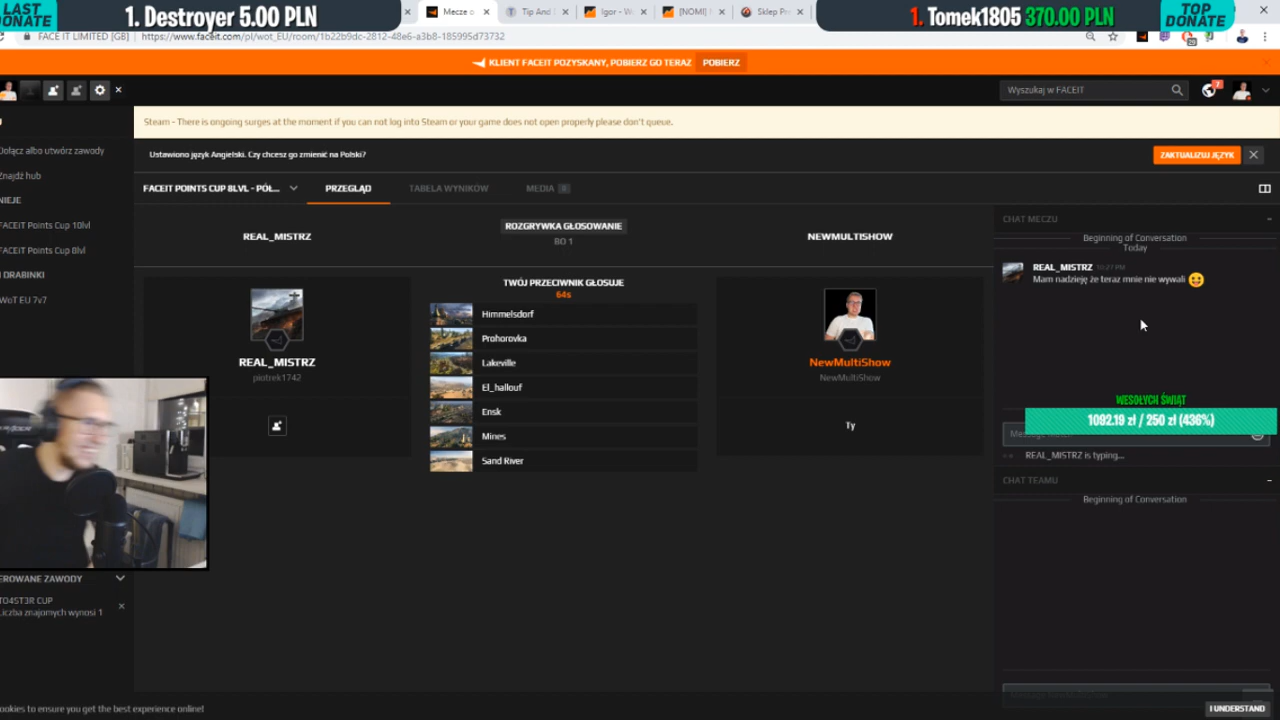 LAST DONATE
1. Destroyer 5.00 PLN
Mecze o
Tip And
Igor - W
[NOMI]
Sklep Pr
1. Tomek1805 370.00 PLN
TOP DONATE
FACE IT LIMITED [GB]
https://www.faceit.com/pl/wot_EU/room/1b22b9dc-2812-48e6-a3b8-185995d73732
KLIENT FACEIT POZYSKANY, POBIERZ GO TERAZ
POBIERZ
Wyszukaj w FACEIT
Steam - There is ongoing surges at the moment if you can not log into Steam or your game does not open properly please don't queue.
Dołącz albo utwórz zawody
Ustawiono język Angielski. Czy chcesz go zmienić na Polski?
ZAKTUALIZUJ JĘZYK
Znajdź hub
FACEIT POINTS CUP 8LVL - PÓŁ...
PRZEGLĄD
TABELA WYNIKÓW
MEDIA 0
NIEJE
FACEIT Points Cup 10lvl
FACEIT Points Cup 8lvl
I DRABINKI
WoT EU 7v7
REAL_MISTRZ
ROZGRYWKA GŁOSOWANIE
BO 1
NEWMULTISHOW
TWÓJ PRZECIWNIK GŁOSUJE
64s
Himmelsdorf
Prohorovka
Lakeville
El_hallouf
Ensk
Mines
Sand River
REAL_MISTRZ
piotrek1742
NewMultiShow
NewMultiShow
Ty
CHAT MECZU
Beginning of Conversation
Today
REAL_MISTRZ 10:27 PM
Mam nadzieję że teraz mnie nie wywali
WESOŁYCH ŚWIĄT
1092.19 zł / 250 zł (436%)
REAL_MISTRZ is typing...
CHAT TEAMU
Beginning of Conversation
EROWANE ZAWODY
TO4ST3R CUP
Liczba znajomych wynosi 1
ookies to ensure you get the best experience online!
I UNDERSTAND